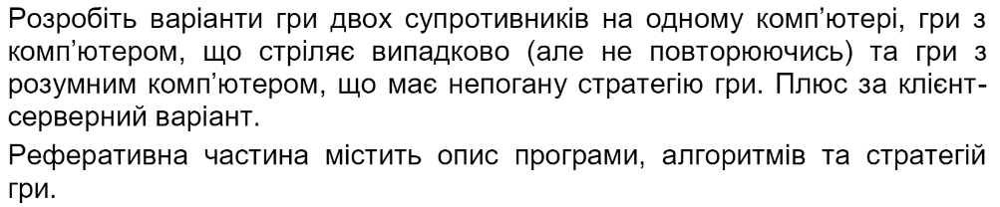 Розробіть варіанти гри двох супротивників на одному комп’ютері, гри з
комп’ютером, що стріляє випадково (але не повторюючись) та гри з
розумним комп’ютером, що має непогану стратегію гри. Плюс за клієнт-
серверний варіант.
Реферативна частина містить опис програми, алгоритмів та стратегій
гри.